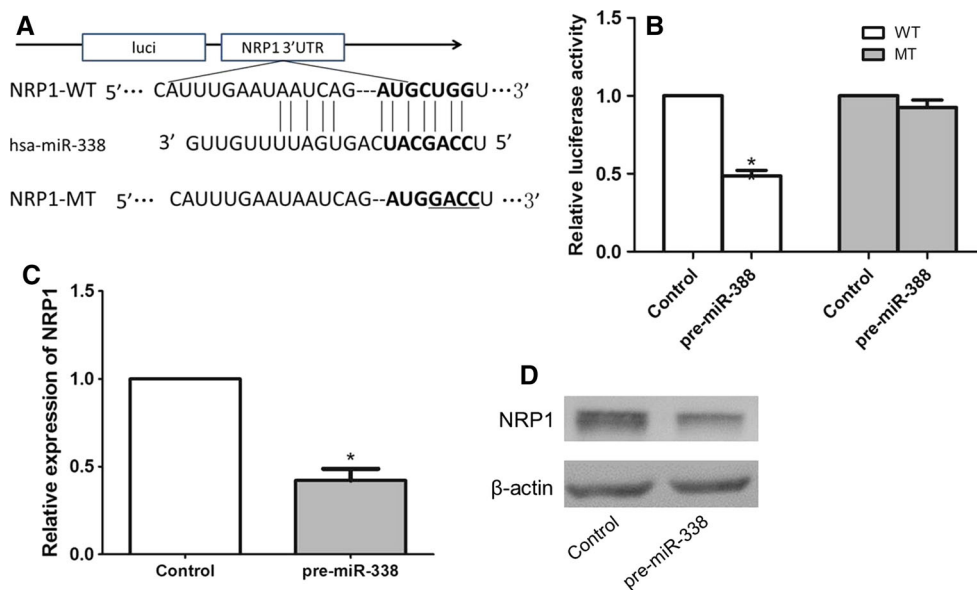 A
luci
NRP1 3'UTR
NRP1-WT 5'··· CAUUUGAAUAAUCAG---AUGCUGGU···3'
hsa-miR-338 3' GUUGUUUUAGUGACUACGACCU 5'
NRP1-MT 5'··· CAUUUGAAUAAUCAG--AUGGACCU ···3'
B
Relative luciferase activity
1.5
1.0
0.5
0.0
WT
MT
*
*
Control
pre-miR-388
Control
pre-miR-388
C
Relative expression of NRP1
1.5
1.0
0.5
0.0
*
Control
pre-miR-338
D
NRP1
β-actin
Control
pre-miR-338